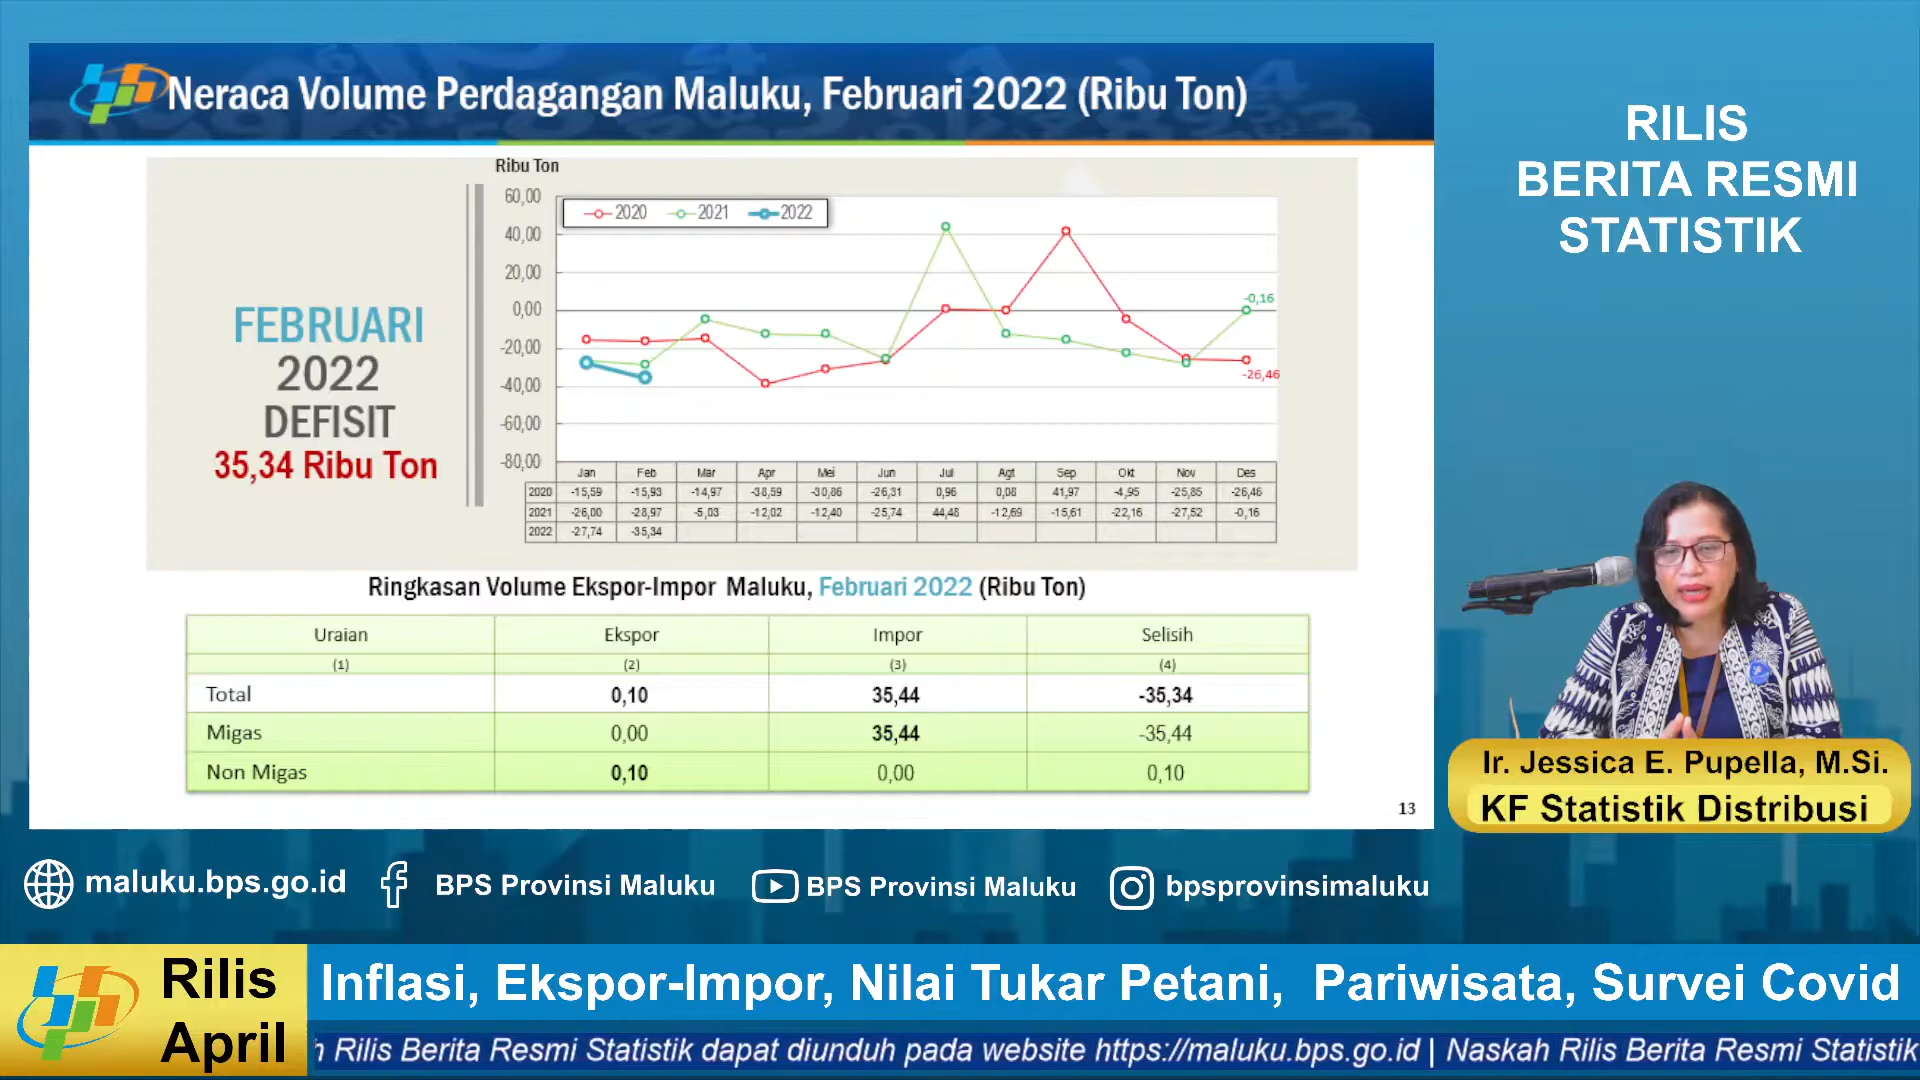 Neraca Volume Perdagangan Maluku, Februari 2022 (Ribu Ton)
RILIS
BERITA RESMI
STATISTIK
FEBRUARI
2022
DEFISIT
35,34 Ribu Ton
Ribu Ton
60,00
40,00
20,00
0,00
-20,00
-40,00
-60,00
-80,00
2020 2021 2022
-0,16
-26,46
Jan Feb Mar Apr Mei Jun Jul Agt Sep Okt Nov Des
2020 -15,59 -15,93 -14,97 -38,59 -30,86 -26,31 0,96 0,08 41,97 -4,95 -25,85 -26,46
2021 -26,00 -28,97 -5,03 -12,02 -12,40 -25,74 44,48 -12,69 -15,61 -22,16 -27,52 -0,16
2022 -27,74 -35,34
Ringkasan Volume Ekspor-Impor Maluku, Februari 2022 (Ribu Ton)
Uraian Ekspor Impor Selisih
(1) (2) (3) (4)
Total 0,10 35,44 -35,34
Migas 0,00 35,44 -35,44
Non Migas 0,10 0,00 0,10
13
Ir. Jessica E. Pupella, M.Si.
KF Statistik Distribusi
maluku.bps.go.id BPS Provinsi Maluku BPS Provinsi Maluku bpsprovinsimaluku
Rilis
April
Inflasi, Ekspor-Impor, Nilai Tukar Petani, Pariwisata, Survei Covid
Rilis Berita Resmi Statistik dapat diunduh pada website https://maluku.bps.go.id | Naskah Rilis Berita Resmi Statistik